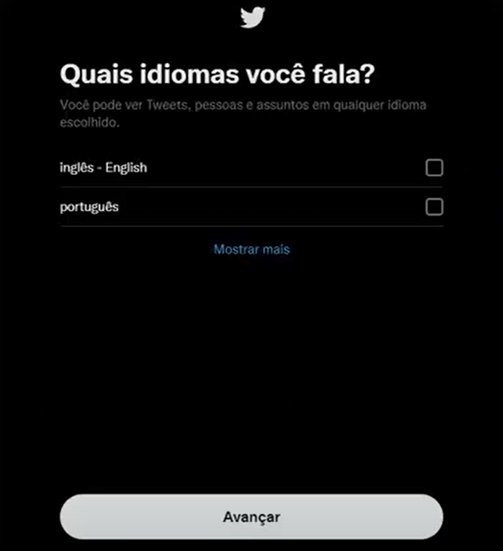 Quais idiomas você fala?
Você pode ver Tweets, pessoas e assuntos em qualquer idioma
escolhido.
inglês - English
português
Mostrar mais
Avançar